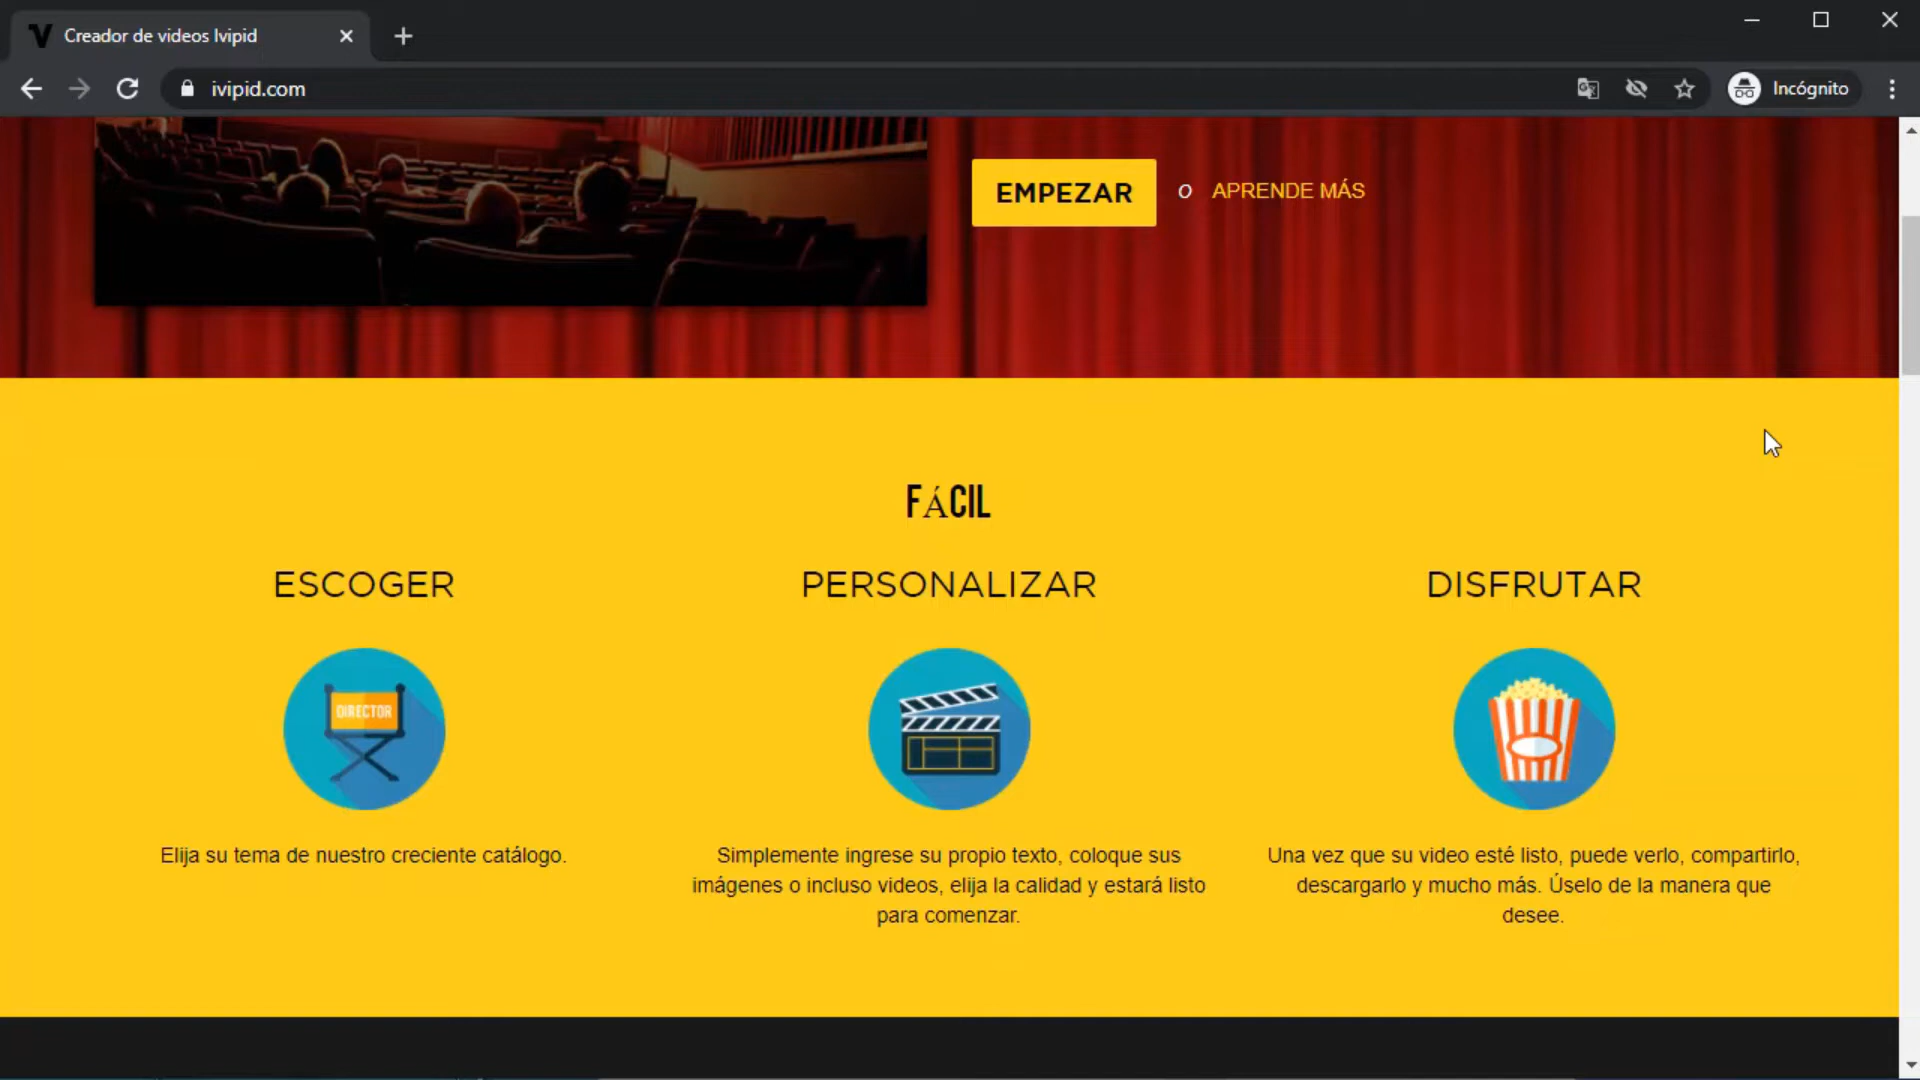 Creador de videos Ivipid
ivipid.com
Incógnito
EMPEZAR o APRENDE MÁS
FÁCIL
ESCOGER
DIRECTOR
Elija su tema de nuestro creciente catálogo.
PERSONALIZAR
Simplemente ingrese su propio texto, coloque sus
imágenes o incluso videos, elija la calidad y estará listo
para comenzar.
DISFRUTAR
Una vez que su video esté listo, puede verlo, compartirlo,
descargarlo y mucho más. Úselo de la manera que
desee.